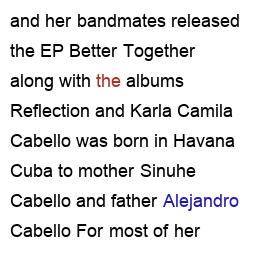 and her bandmates released
the EP Better Together
along with the albums
Reflection and Karla Camila
Cabello was born in Havana
Cuba to mother Sinuhe
Cabello and father Alejandro
Cabello For most of her